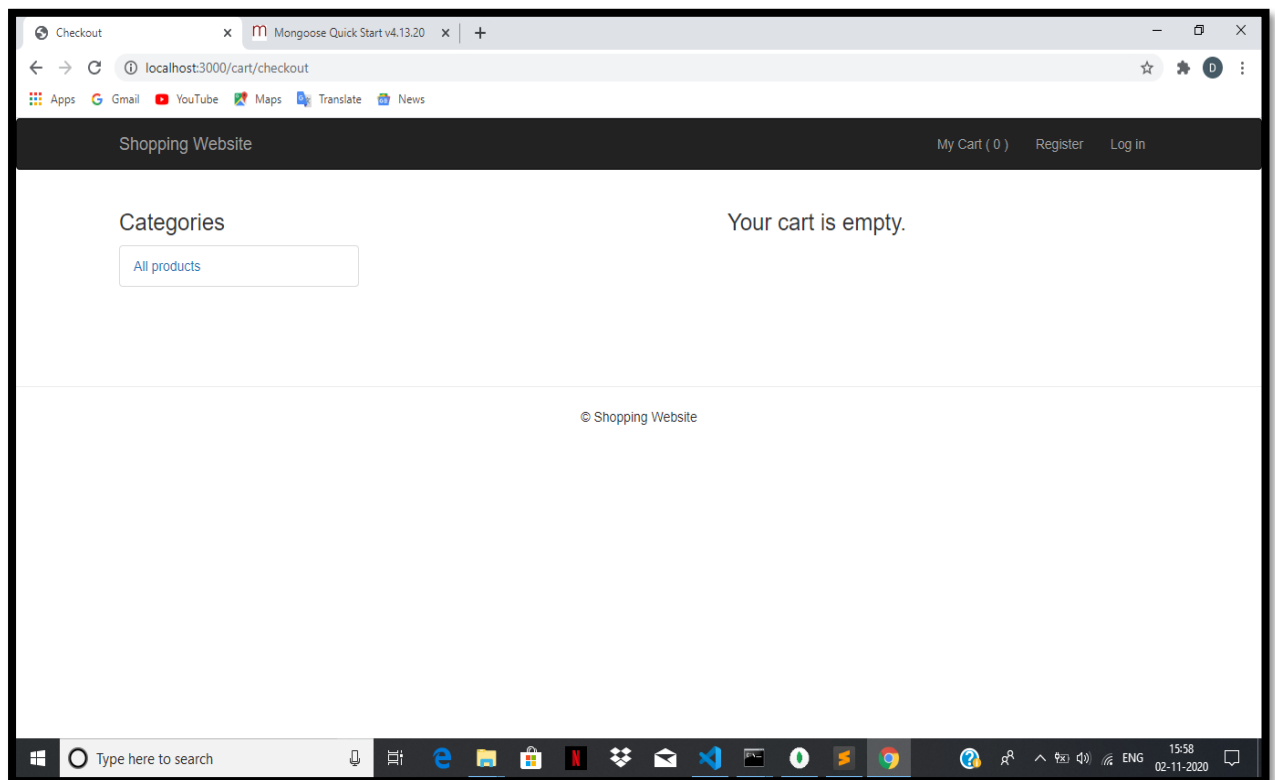 Checkout
Mongoose Quick Start v4.13.20
localhost:3000/cart/checkout
D
Apps Gmail YouTube Maps Translate News
Shopping Website My Cart ( 0 ) Register Log in
Categories
Your cart is empty.
All products
© Shopping Website
Type here to search
ENG
15:58
02-11-2020